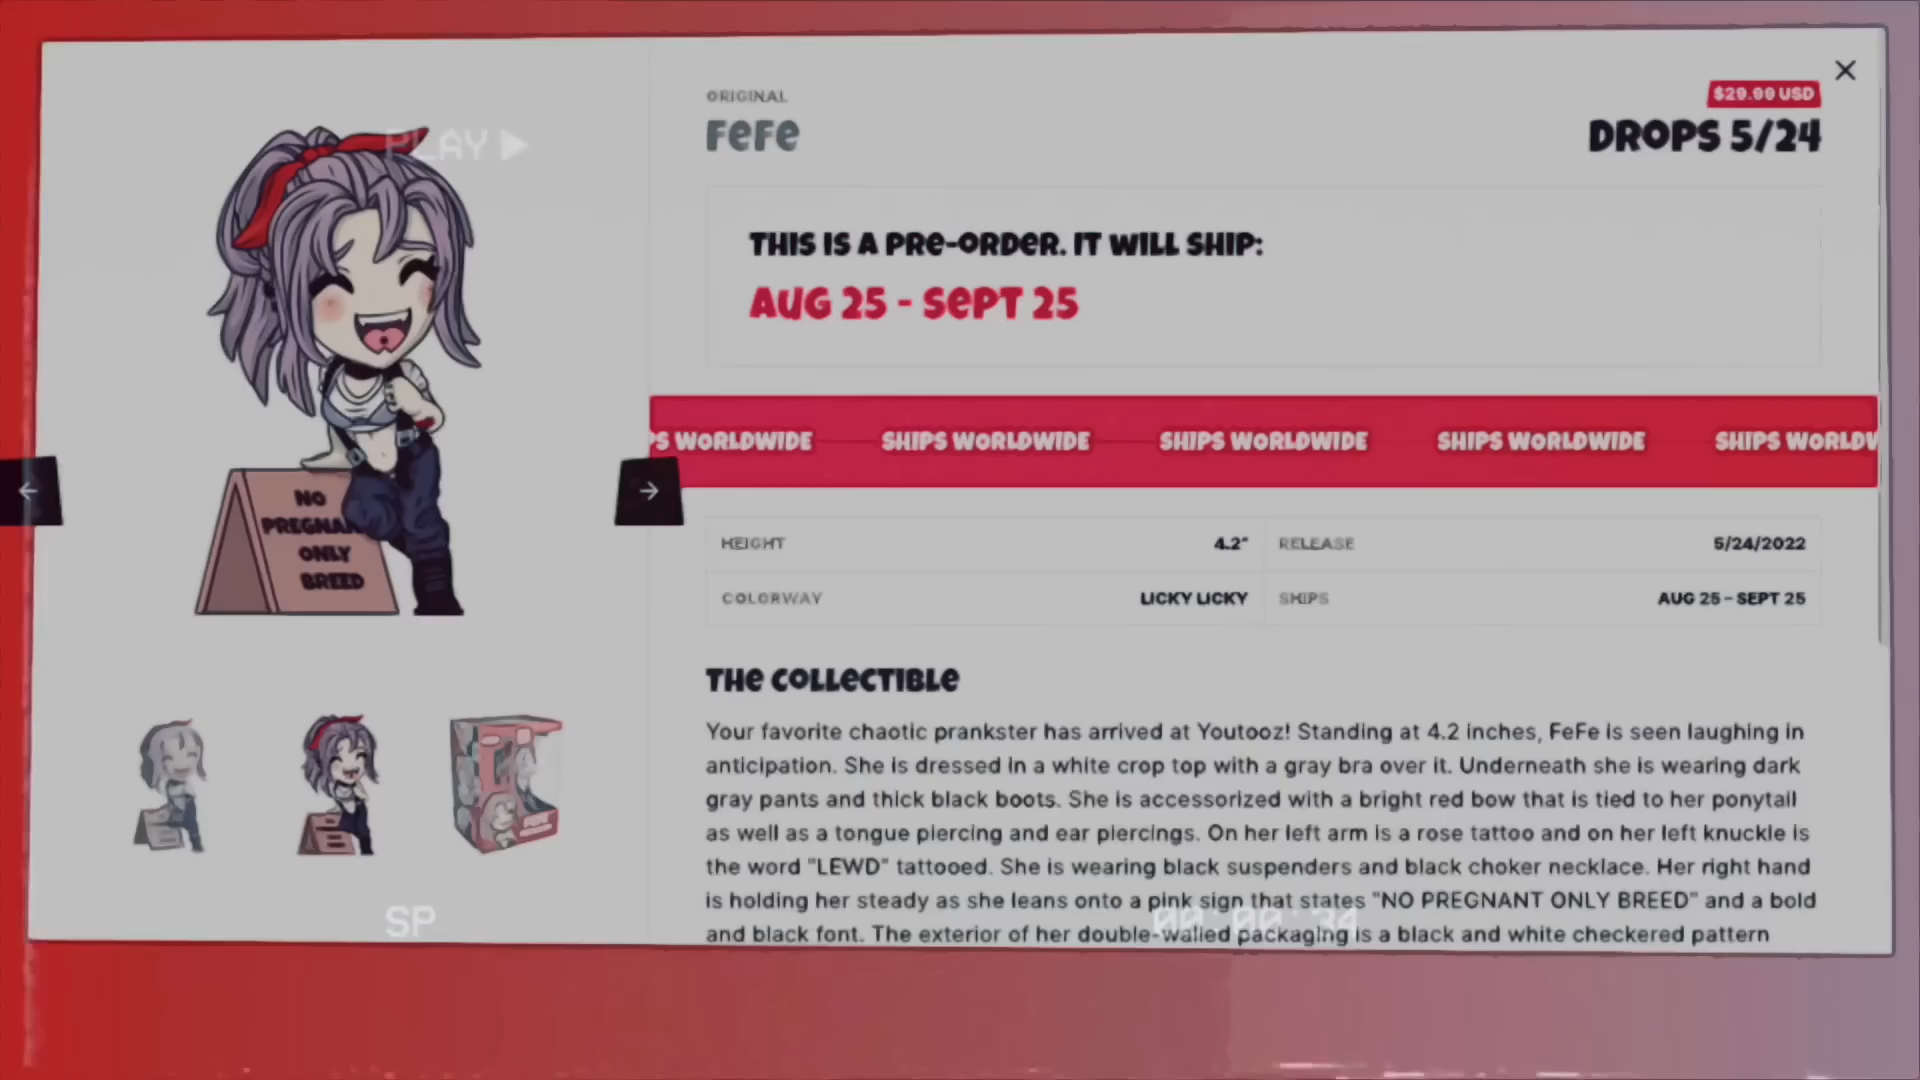 PLAY
ORIGINAL
FeFe
$29.99 USD
DROPS 5/24
THIS IS A PRE-ORDER. IT WILL SHIP:
AUG 25 - SEPT 25
PS WORLDWIDE SHIPS WORLDWIDE SHIPS WORLDWIDE SHIPS WORLDWIDE SHIPS WORLDW
NO
PREGNAN
ONLY
BREED
HEIGHT 4.2" RELEASE 5/24/2022
COLORWAY LICKY LICKY SHIPS AUG 25 - SEPT 25
THE COLLECTIBLE
Your favorite chaotic prankster has arrived at Youtooz! Standing at 4.2 inches, FeFe is seen laughing in
anticipation. She is dressed in a white crop top with a gray bra over it. Underneath she is wearing dark
gray pants and thick black boots. She is accessorized with a bright red bow that is tied to her ponytail
as well as a tongue piercing and ear piercings. On her left arm is a rose tattoo and on her left knuckle is
the word "LEWD" tattooed. She is wearing black suspenders and black choker necklace. Her right hand
is holding her steady as she leans onto a pink sign that states "NO PREGNANT ONLY BREED" and a bold
and black font. The exterior of her double-walled packaging is a black and white checkered pattern
SP
00:00:34